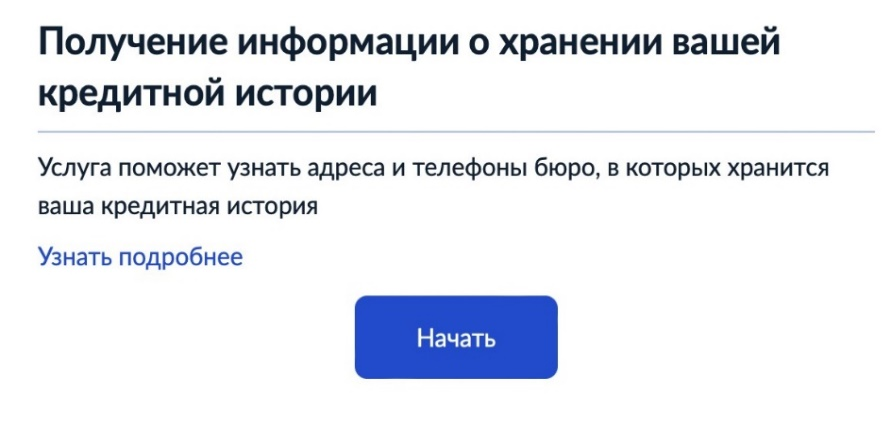 Получение информации о хранении вашей
кредитной истории
Услуга поможет узнать адреса и телефоны бюро, в которых хранится
ваша кредитная история
Узнать подробнее
Начать